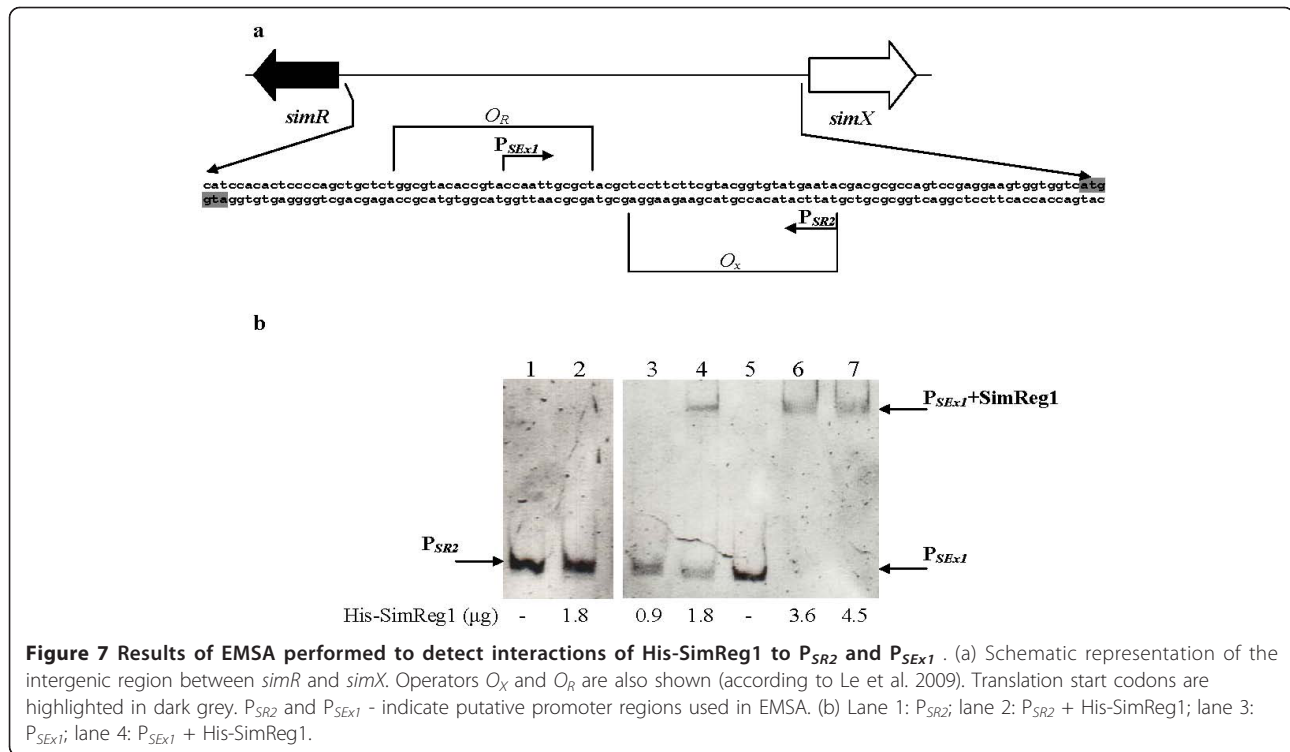 a
simR
simX
O_R
P_SEx1
catccacactccccagctgctctggcgtacaccgtaccaattgcgctacgctccttcttcgtacggtgtatgaatacgacgcgccagtccgaggaagtggtggtcatg
gtaggtgtgaggggtcgacgagaccgcatgtggcatggttaacgcgatgcgaggaagaagcatgccacatacttatgctgcgcggtcaggctccttcaccaccagtac
P_SR2
O_x
b
1 2 3 4 5 6 7
P_SEx1+SimReg1
P_SR2
P_SEx1
His-SimReg1 (µg) - 1.8 0.9 1.8 - 3.6 4.5
Figure 7 Results of EMSA performed to detect interactions of His-SimReg1 to P_SR2 and P_SEx1 . (a) Schematic representation of the
intergenic region between simR and simX. Operators O_X and O_R are also shown (according to Le et al. 2009). Translation start codons are
highlighted in dark grey. P_SR2 and P_SEx1 - indicate putative promoter regions used in EMSA. (b) Lane 1: P_SR2; lane 2: P_SR2 + His-SimReg1; lane 3:
P_SEx1; lane 4: P_SEx1 + His-SimReg1.